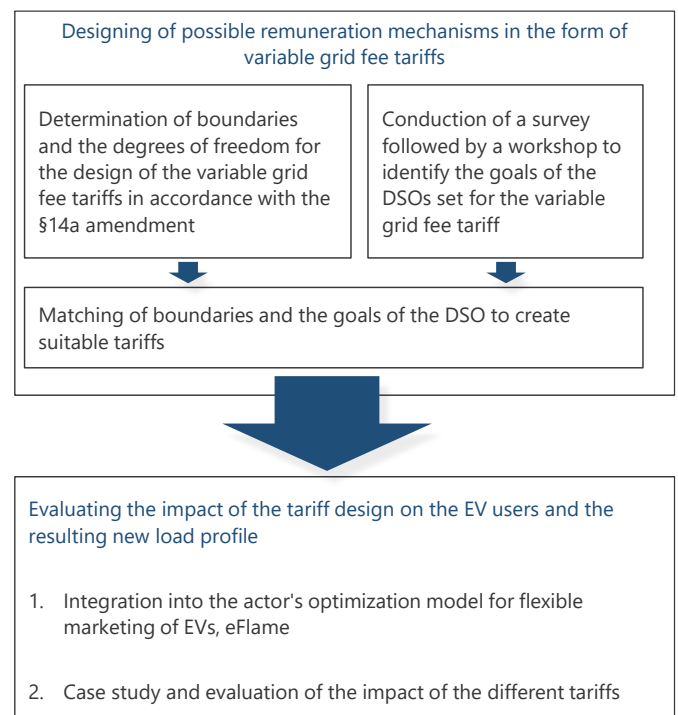 Designing of possible remuneration mechanisms in the form of
variable grid fee tariffs
Determination of boundaries
and the degrees of freedom for
the design of the variable grid
fee tariffs in accordance with the
§14a amendment
Conduction of a survey
followed by a workshop to
identify the goals of the
DSOs set for the variable
grid fee tariff
Matching of boundaries and the goals of the DSO to create
suitable tariffs
Evaluating the impact of the tariff design on the EV users and the
resulting new load profile
1. Integration into the actor's optimization model for flexible
marketing of EVs, eFlame
2. Case study and evaluation of the impact of the different tariffs